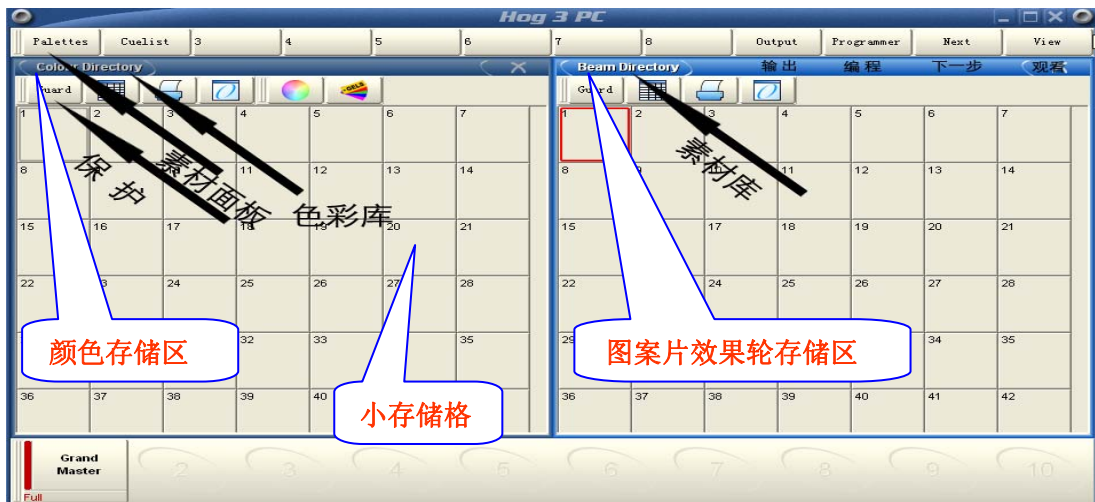 Hog 3 PC
Palettes Cuelist 3 4 5 6 7 8 Output Programmer Next View
Colour Directory
Beam Directory 输出 编程 下一步 观看
Guard
Guard
1 2 3 4 5 6 7
1 2 3 4 5 6 7
保护
素材面板
色彩库
素材库
8 11 12 13 14
8 9 11 12 13 14
15 16 17 18 19 20 21
15 17 18 19 20 21
22 24 25 26 27 28
22 24 25 26 27 28
颜色存储区
图案片效果轮存储区
32 33 35
29 34 35
小存储格
36 37 38 39 40
36 37 38 39 40 41 42
Grand
Master
Full
2 3 4 5 6 7 8 9 10